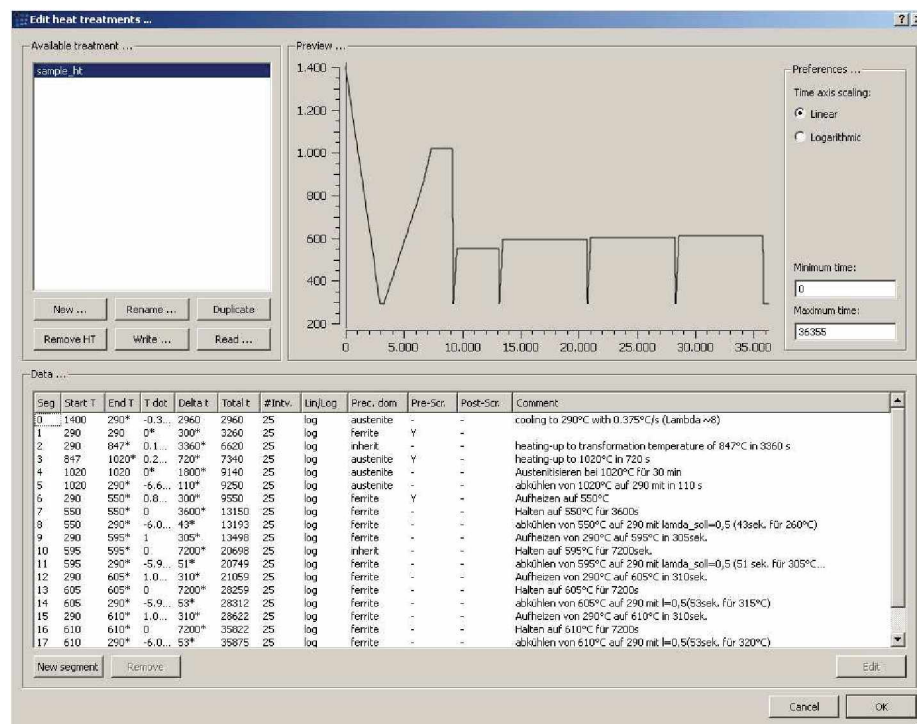 Edit heat treatments ...
Available treatment ...
sample_ht
New ... Rename ... Duplicate
Remove HT Write ... Read ...
Preview ...
1.400
1.200
1.000
800
600
400
200
0 5.000 10.000 15.000 20.000 25.000 30.000 35.000
Preferences ...
Time axis scaling:
Linear
Logarithmic
Minimum time:
0
Maximum time:
36355
Data ...
Seg Start T End T T dot Delta t Total t #Intv. Lin/Log Prec. dom Pre-Scr. Post-Scr. Comment
0 1400 290* -0.3... 2960 2960 25 log austenite - - cooling to 290°C with 0.375°C/s (Lambda ~8)
1 290 290 0* 300* 3260 25 log ferrite Y -
2 290 847* 0.1... 3360* 6620 25 log inherit - - heating-up to transformation temperature of 847°C in 3360 s
3 847 1020* 0.2... 720* 7340 25 log austenite Y - heating-up to 1020°C in 720 s
4 1020 1020 0* 1800* 9140 25 log austenite - - Austenitisieren bei 1020°C für 30 min
5 1020 290* -6.6... 110* 9250 25 log austenite - - abkühlen von 1020°C auf 290 mit in 110 s
6 290 550* 0.8... 300* 9550 25 log ferrite Y - Aufheizen auf 550°C
7 550 550* 0 3600* 13150 25 log ferrite - - Halten auf 550°C für 3600s
8 550 290* -6.0... 43* 13193 25 log ferrite - - abkühlen von 550°C auf 290 mit lamda_soll=0,5 (43sek. für 260°C)
9 290 595* 1 305* 13498 25 log ferrite - - Aufheizen von 290°C auf 595°C in 305sek.
10 595 595* 0 7200* 20698 25 log inherit - - Halten auf 595°C für 7200sek.
11 595 290* -5.9... 51* 20749 25 log ferrite - - abkühlen von 595°C auf 290 mit lamda_soll=0,5 (51 sek. für 305°C...
12 290 605* 1.0... 310* 21059 25 log ferrite - - Aufheizen von 290°C auf 605°C in 310sek.
13 605 605* 0 7200* 28259 25 log ferrite - - Halten auf 605°C für 7200s
14 605 290* -5.9... 53* 28312 25 log ferrite - - abkühlen von 605°C auf 290 mit l=0,5(53sek. für 315°C)
15 290 610* 1.0... 310* 28622 25 log ferrite - - Aufheizen von 290°C auf 610°C in 310sek.
16 610 610* 0 7200* 35822 25 log ferrite - - Halten auf 610°C für 7200s
17 610 290* -6.0... 53* 35875 25 log ferrite - - abkühlen von 610°C auf 290 mit l=0,5(53sek. für 320°C)
New segment Remove Edit
Cancel OK